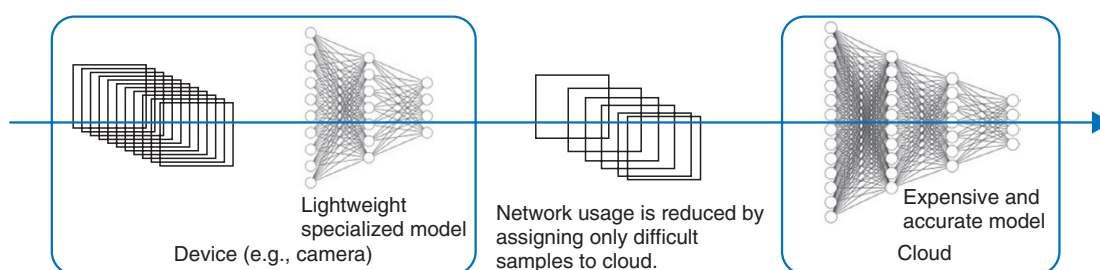 Lightweight
specialized model
Device (e.g., camera)
Network usage is reduced by
assigning only difficult
samples to cloud.
Expensive and
accurate model
Cloud